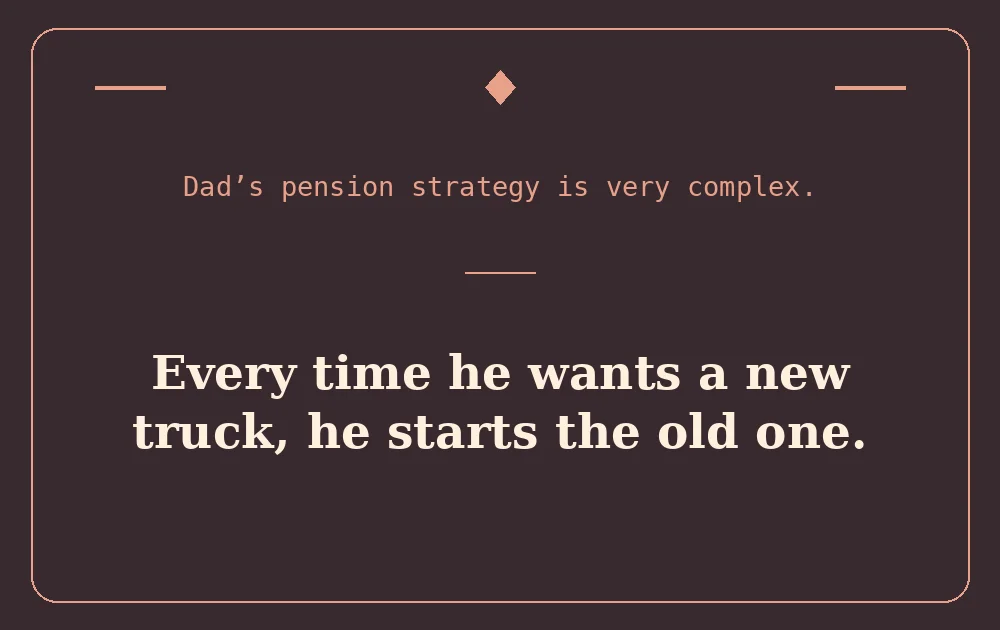 Dad’s pension strategy is very complex.
Every time he wants a new
truck, he starts the old one.